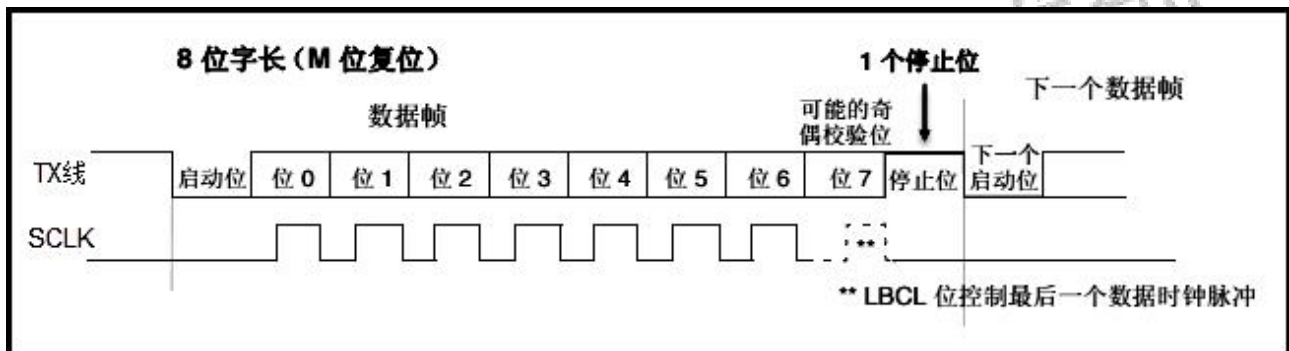 8 位字长（M 位复位）
1 个停止位
下一个数据帧
数据帧
可能的奇
偶校验位
TX线
启动位 位 0 位 1 位 2 位 3 位 4 位 5 位 6 位 7 停止位
下一个
启动位
SCLK
**
** LBCL 位控制最后一个数据时钟脉冲